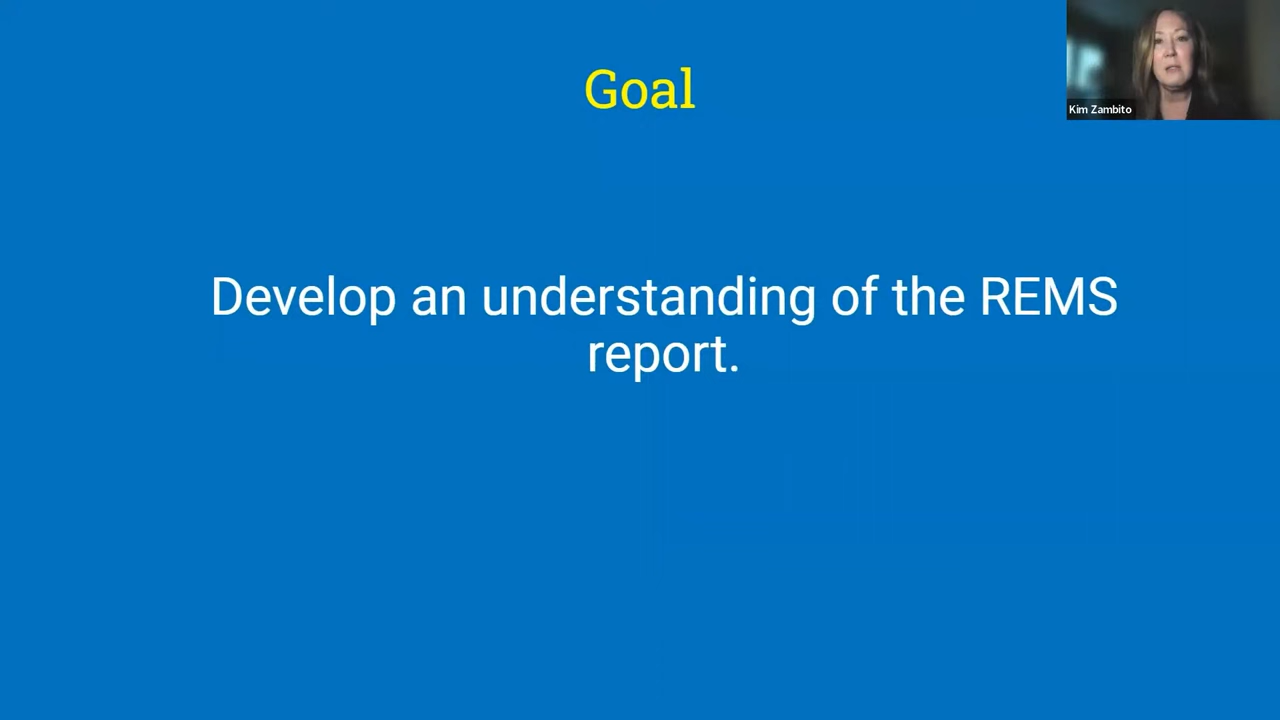 Goal
Kim Zambito
Develop an understanding of the REMS
report.